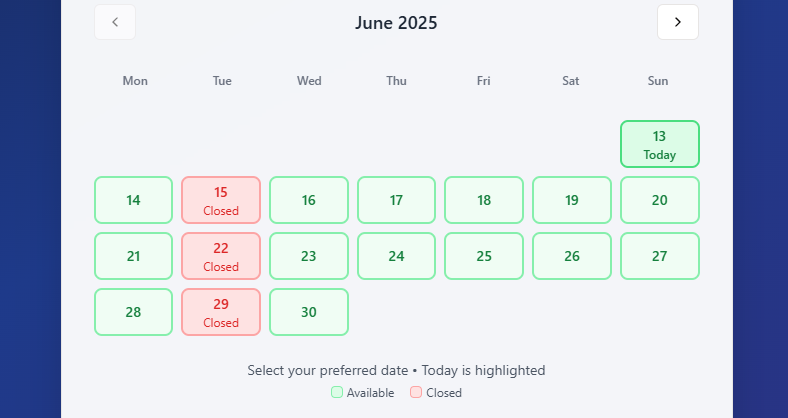 June 2025
Mon Tue Wed Thu Fri Sat Sun
13
Today
14 15 16 17 18 19 20
Closed
21 22 23 24 25 26 27
Closed
28 29 30
Closed
Select your preferred date • Today is highlighted
Available Closed